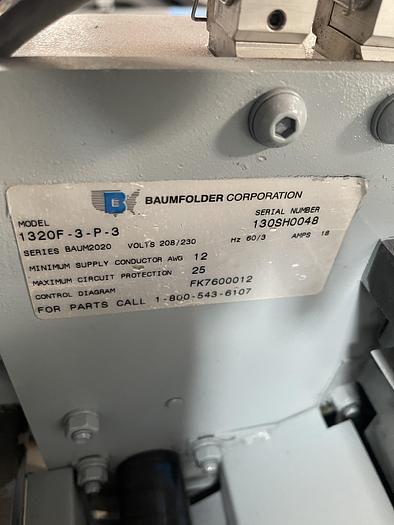 B E BAUMFOLDER CORPORATION
MODEL SERIAL NUMBER
1320F-3-P-3 130SH0048
SERIES BAUM2020 VOLTS 208/230 Hz 60/3 AMPS 18
MINIMUM SUPPLY CONDUCTOR AWG 12
MAXIMUM CIRCUIT PROTECTION 25
CONTROL DIAGRAM FK7600012
FOR PARTS CALL 1-800-543-6107